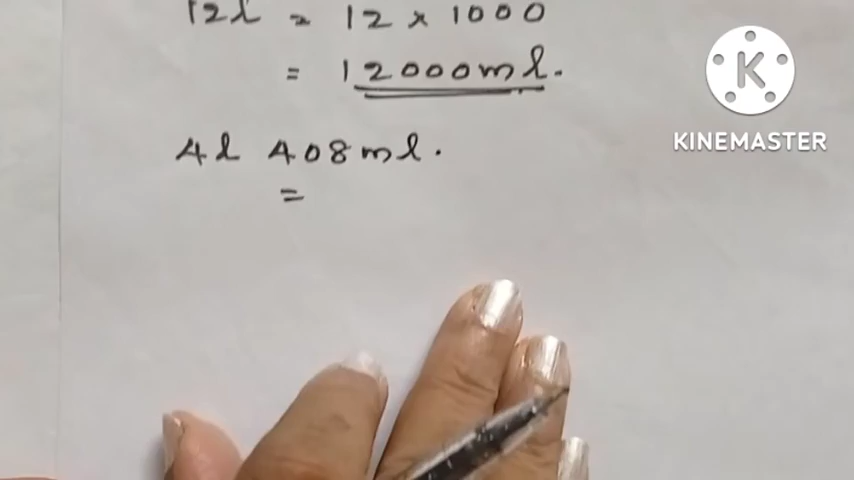 12l = 12 × 1000
= 12000ml.
4l 408ml.
=
KINEMASTER